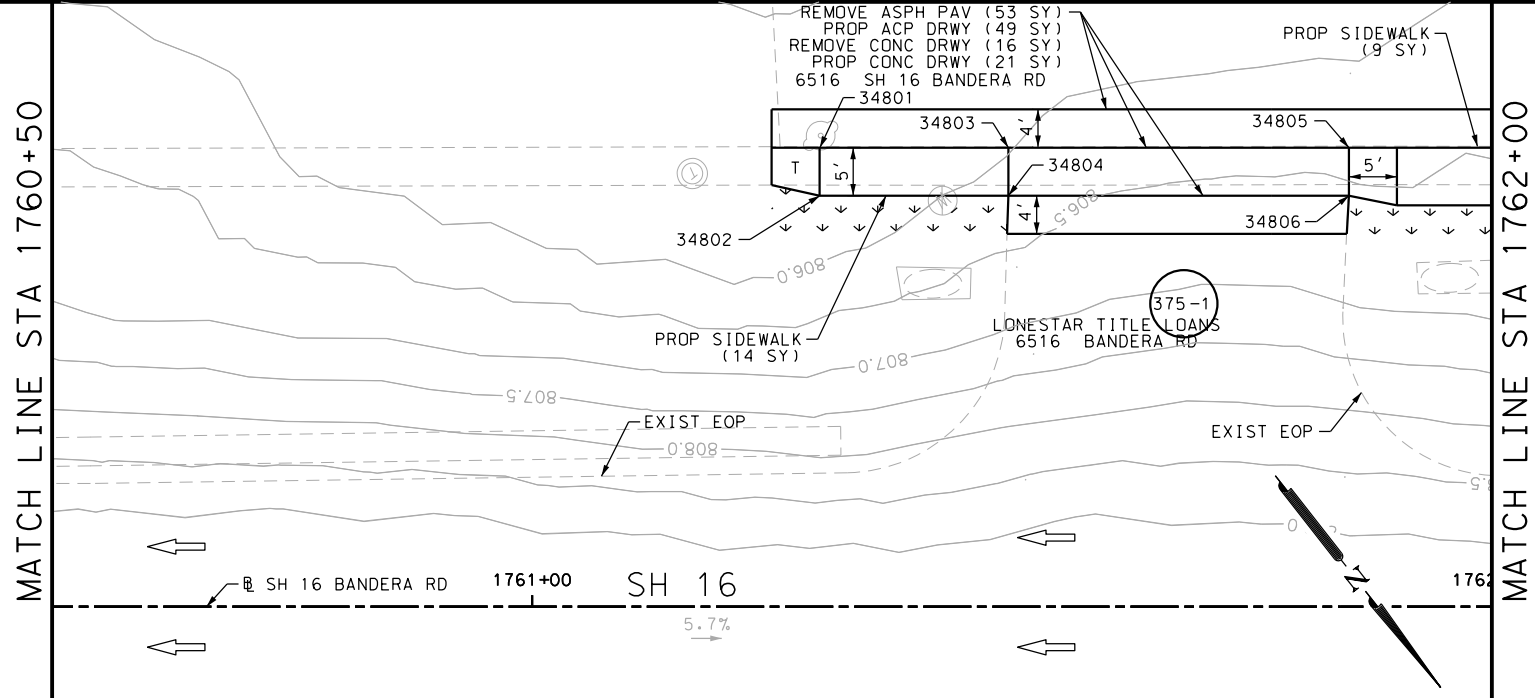 REMOVE ASPH PAV (53 SY)
PROP ACP DRWY (49 SY)
REMOVE CONC DRWY (16 SY)
PROP CONC DRWY (21 SY)
6516 SH 16 BANDERA RD
PROP SIDEWALK
(9 SY)
34801
34803
34805
4'
T
5'
34804
5'
34802
4'
806.5
34806
806.0
375-1
LONESTAR TITLE LOANS
6516 BANDERA RD
PROP SIDEWALK
(14 SY)
807.0
807.5
EXIST EOP
EXIST EOP
808.0
N
℄ SH 16 BANDERA RD
1761+00
SH 16
1762
5.7%
MATCH LINE STA 1760+50
MATCH LINE STA 1762+00